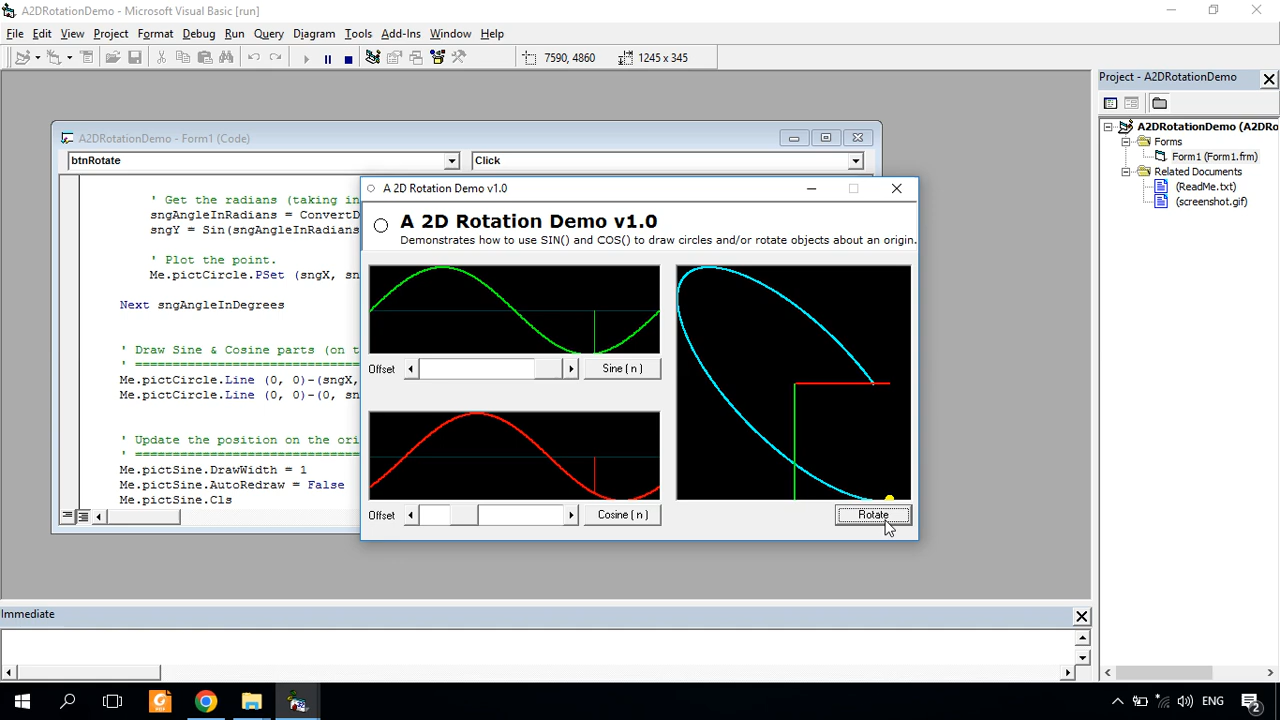 A2DRotationDemo - Microsoft Visual Basic [run]
File Edit View Project Format Debug Run Query Diagram Tools Add-Ins Window Help
7590, 4860 1245 x 345
Project - A2DRotationDemo
A2DRotationDemo (A2DRo
Forms
Form1 (Form1.frm)
Related Documents
(ReadMe.txt)
(screenshot.gif)
A2DRotationDemo - Form1 (Code)
btnRotate Click
' Get the radians (taking in
sngAngleInRadians = ConvertD
sngY = Sin(sngAngleInRadians
' Plot the point.
Me.pictCircle.PSet (sngX, sn
Next sngAngleInDegrees
' Draw Sine & Cosine parts (on t
' ==============================
Me.pictCircle.Line (0, 0)-(sngX,
Me.pictCircle.Line (0, 0)-(0, sn
' Update the position on the ori
' ==============================
Me.pictSine.DrawWidth = 1
Me.pictSine.AutoRedraw = False
Me.pictSine.Cls
A 2D Rotation Demo v1.0
A 2D Rotation Demo v1.0
Demonstrates how to use SIN() and COS() to draw circles and/or rotate objects about an origin.
Offset Sine ( n )
Offset Cosine ( n )
Rotate
Immediate
PDF
ENG
2